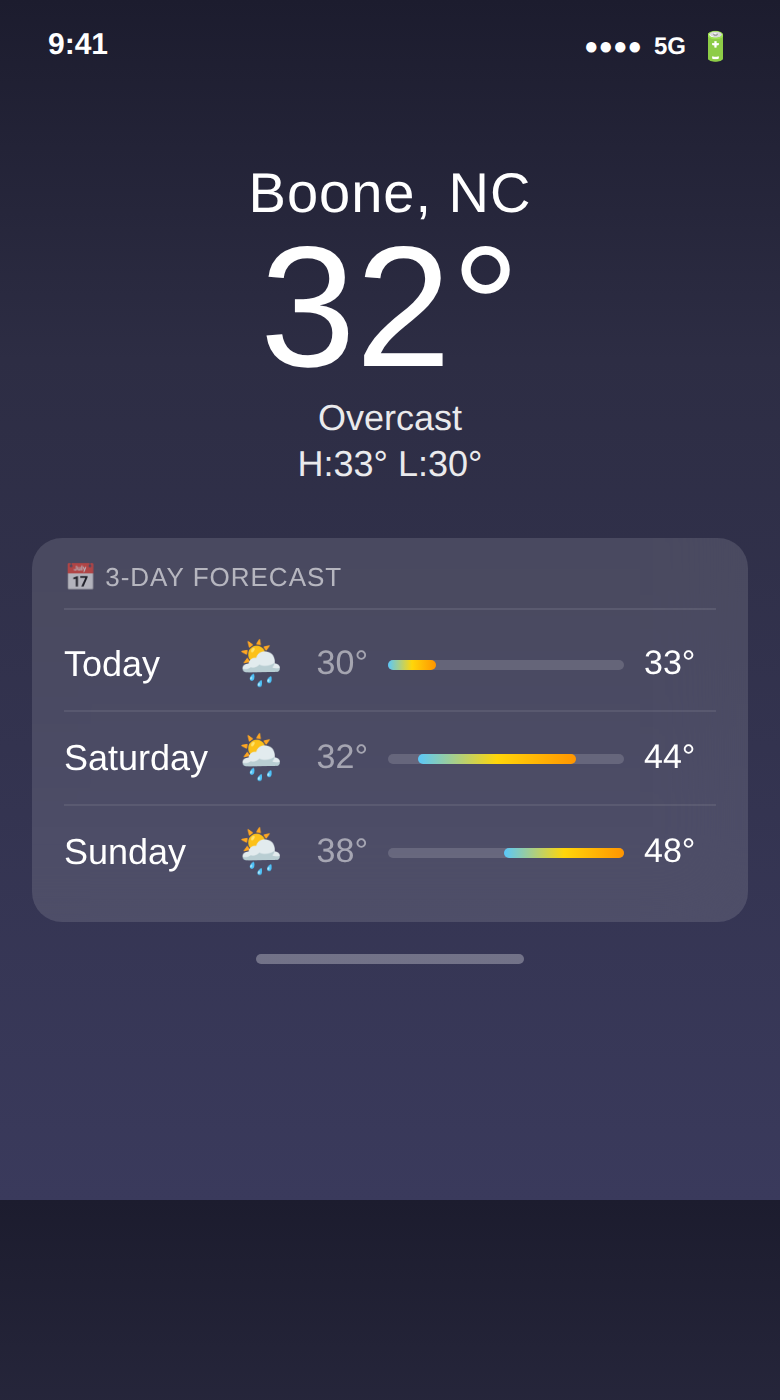 9:41 ●●●● 5G
Boone, NC
32°
Overcast
H:33° L:30°
3-DAY FORECAST
Today 30° 33°
Saturday 32° 44°
Sunday 38° 48°